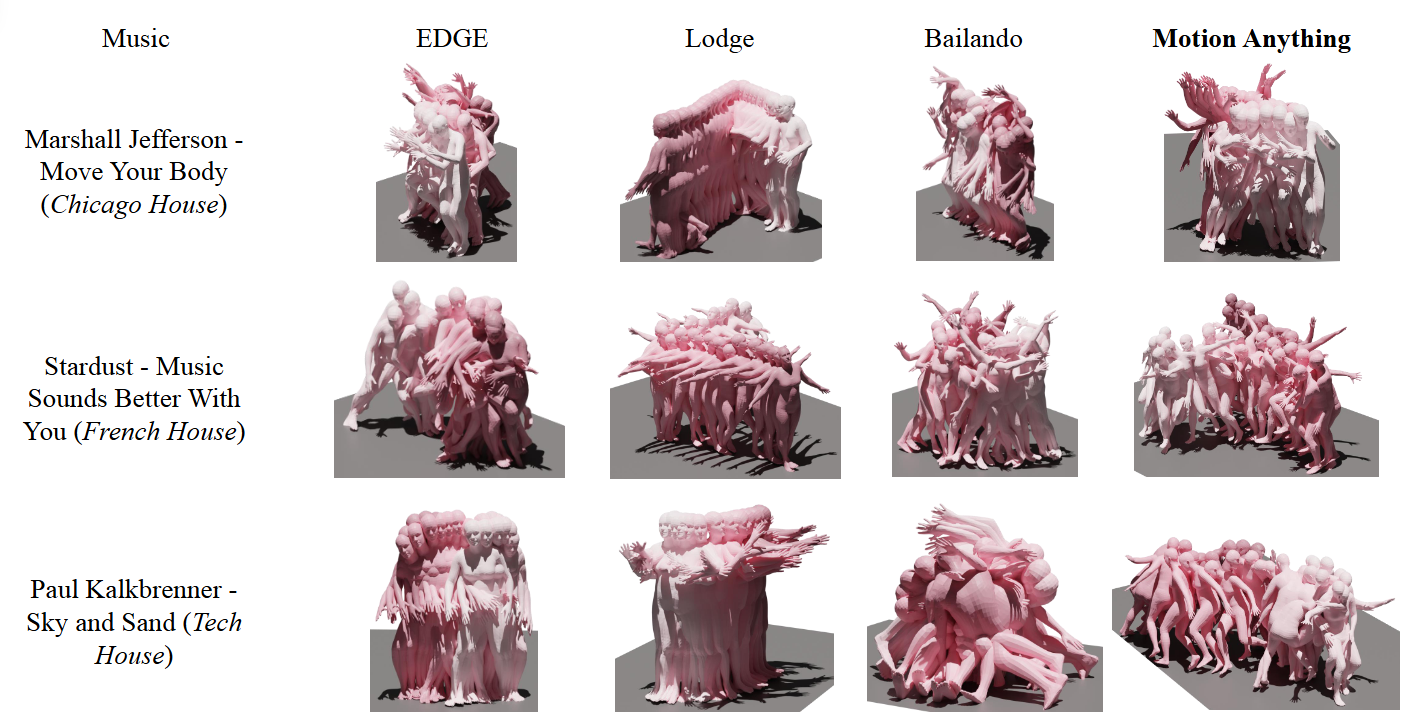 Music
EDGE
Lodge
Bailando
Motion Anything
Marshall Jefferson -
Move Your Body
(Chicago House)
Stardust - Music
Sounds Better With
You (French House)
Paul Kalkbrenner -
Sky and Sand (Tech
House)